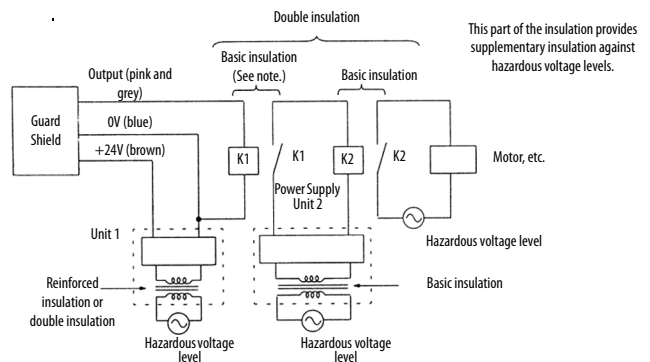 Double insulation
This part of the insulation provides
supplementary insulation against
hazardous voltage levels.
Basic insulation
(See note.)
Basic insulation
Output (pink and
grey)
Guard
Shield
0V (blue)
+24V (brown)
K1
K1
K2
K2
Motor, etc.
Power Supply
Unit 2
Unit 1
Hazardous voltage level
Reinforced
insulation or
double insulation
Basic insulation
Hazardous voltage
level
Hazardous voltage
level